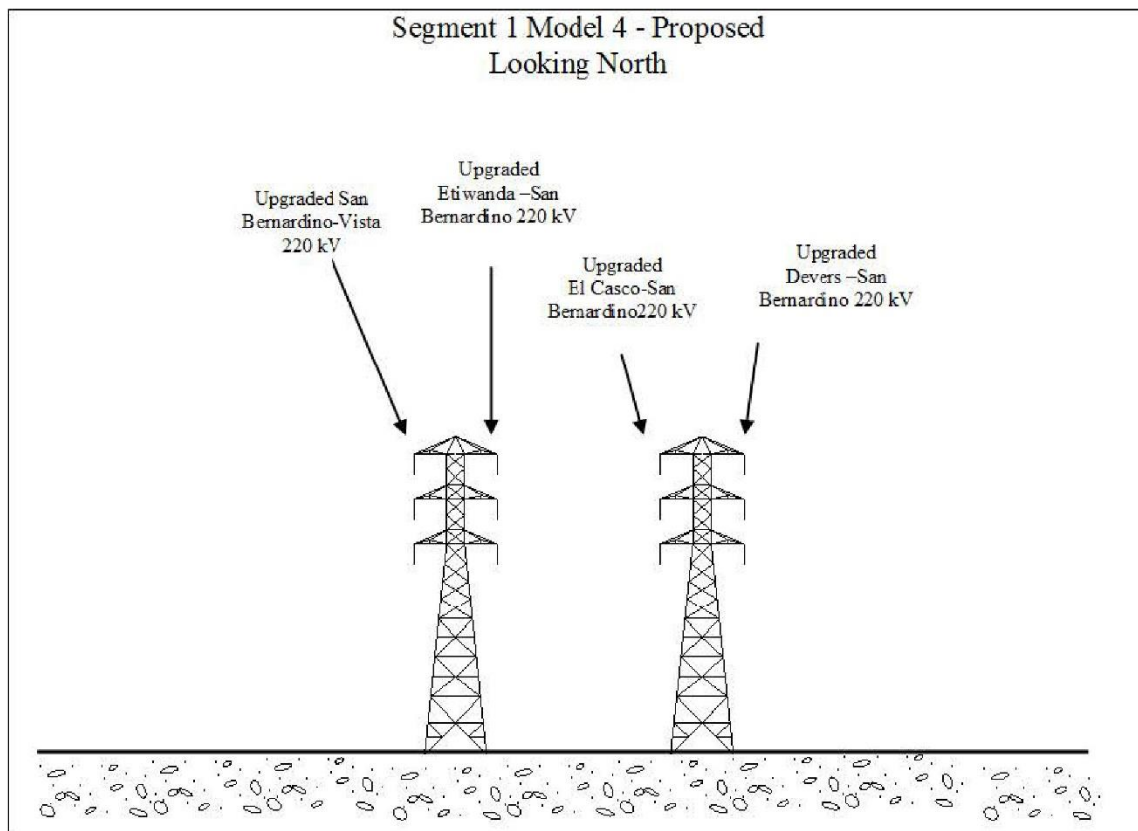 Segment 1 Model 4 - Proposed
Looking North
Upgraded San
Bernardino-Vista
220 kV
Upgraded
Etiwanda –San
Bernardino 220 kV
Upgraded
El Casco-San
Bernardino220 kV
Upgraded
Devers –San
Bernardino 220 kV